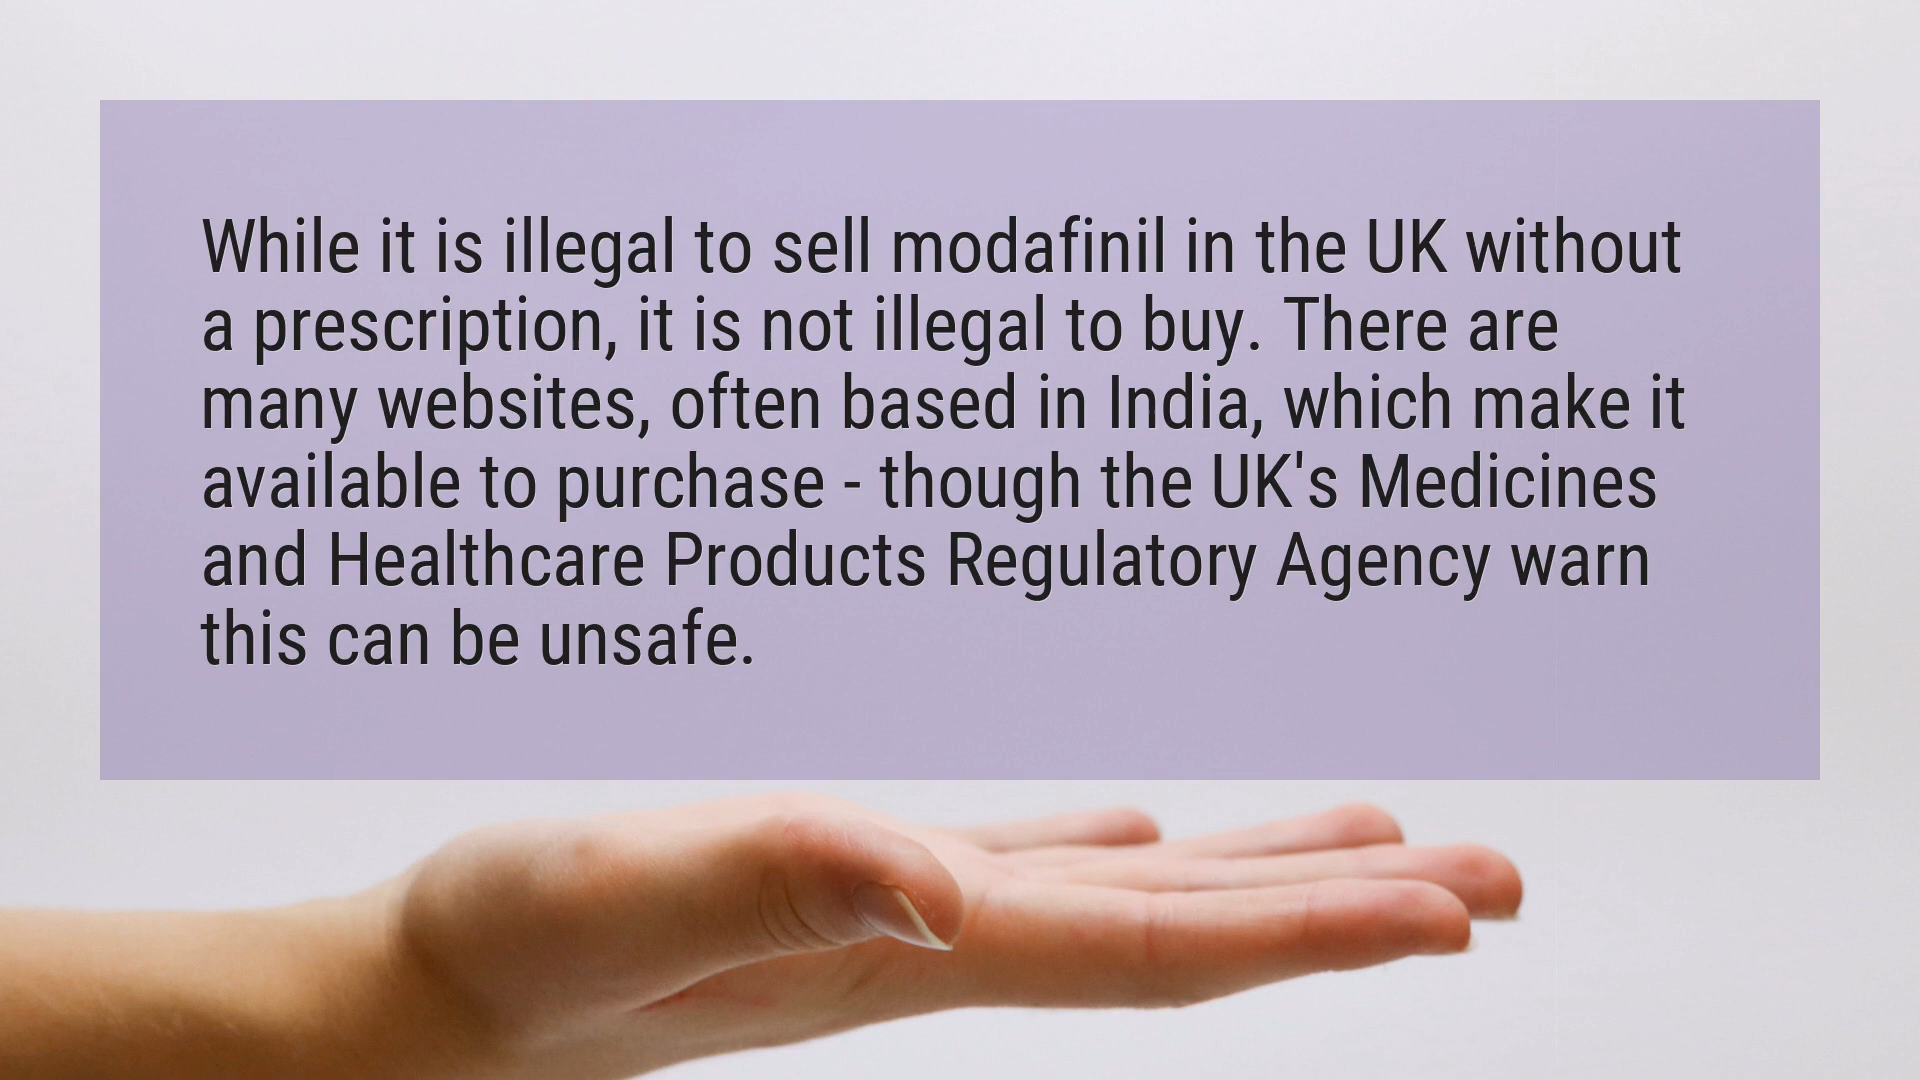 While it is illegal to sell modafinil in the UK without
a prescription, it is not illegal to buy. There are
many websites, often based in India, which make it
available to purchase - though the UK's Medicines
and Healthcare Products Regulatory Agency warn
this can be unsafe.